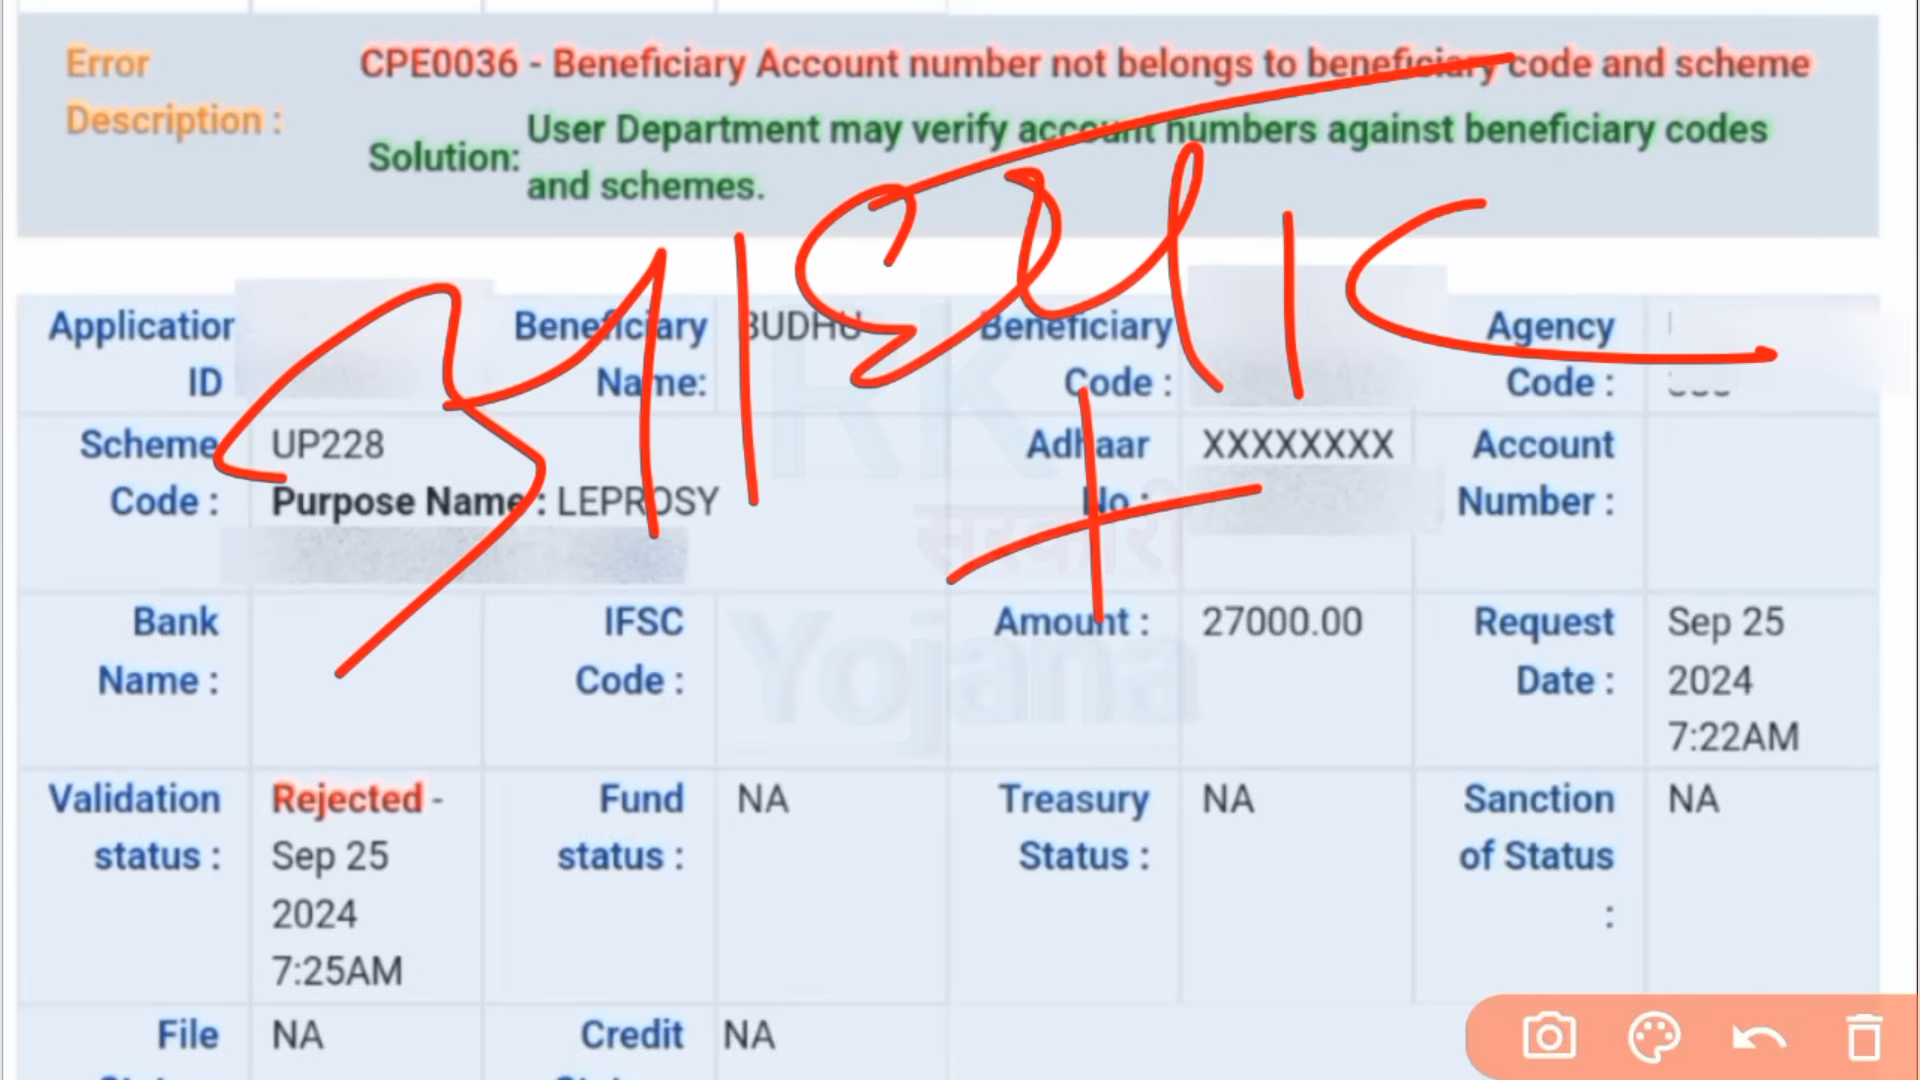 Error Description :
CPE0036 - Beneficiary Account number not belongs to beneficiary code and scheme
Solution: User Department may verify account numbers against beneficiary codes
and schemes.
Application ID
Beneficiary Name: BUDHU
Beneficiary Code :
Agency Code :
Scheme Code : UP228
Purpose Name : LEPROSY
Adhaar No : XXXXXXXX
Account Number :
Bank Name :
IFSC Code :
Amount : 27000.00
Request Date : Sep 25 2024 7:22AM
Validation status : Rejected - Sep 25 2024 7:25AM
Fund status : NA
Treasury Status : NA
Sanction of Status : NA
File NA
Credit NA
आधार
+
RK
सरकारी
Yojana